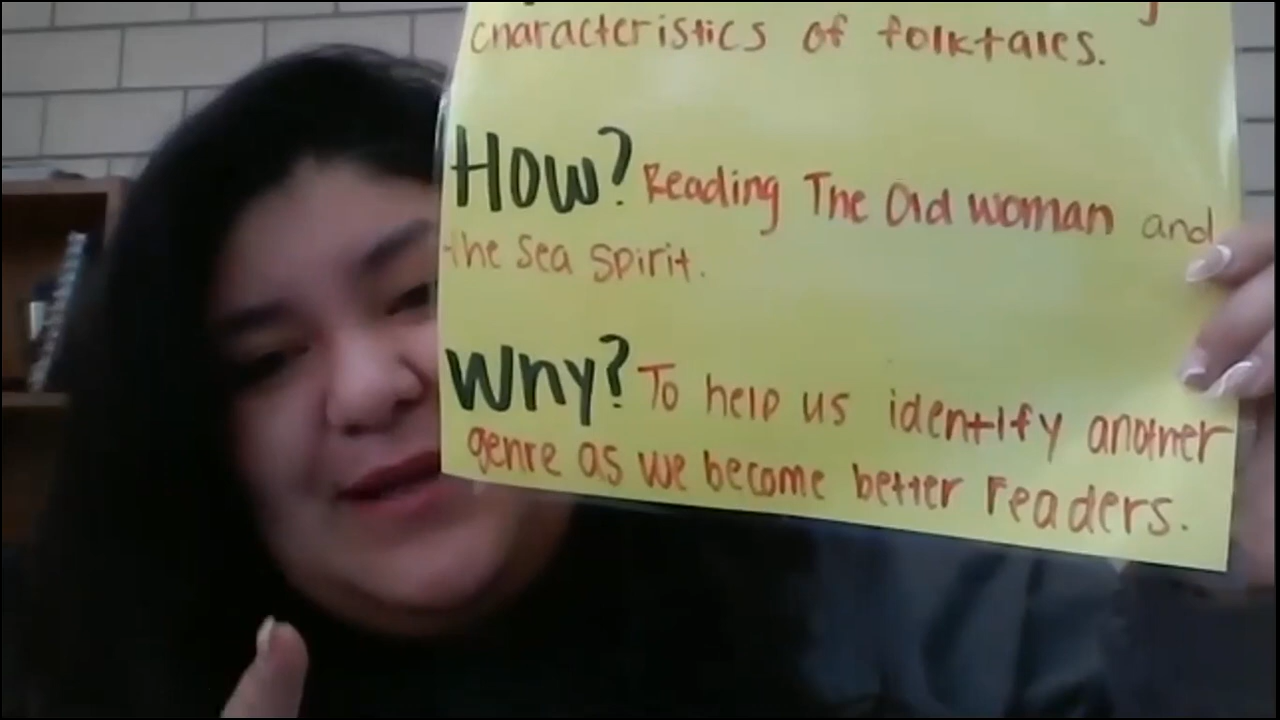 characteristics of folktales.
How? Reading The Old woman and
the sea spirit.
Why? To help us identify another
genre as we become better readers.